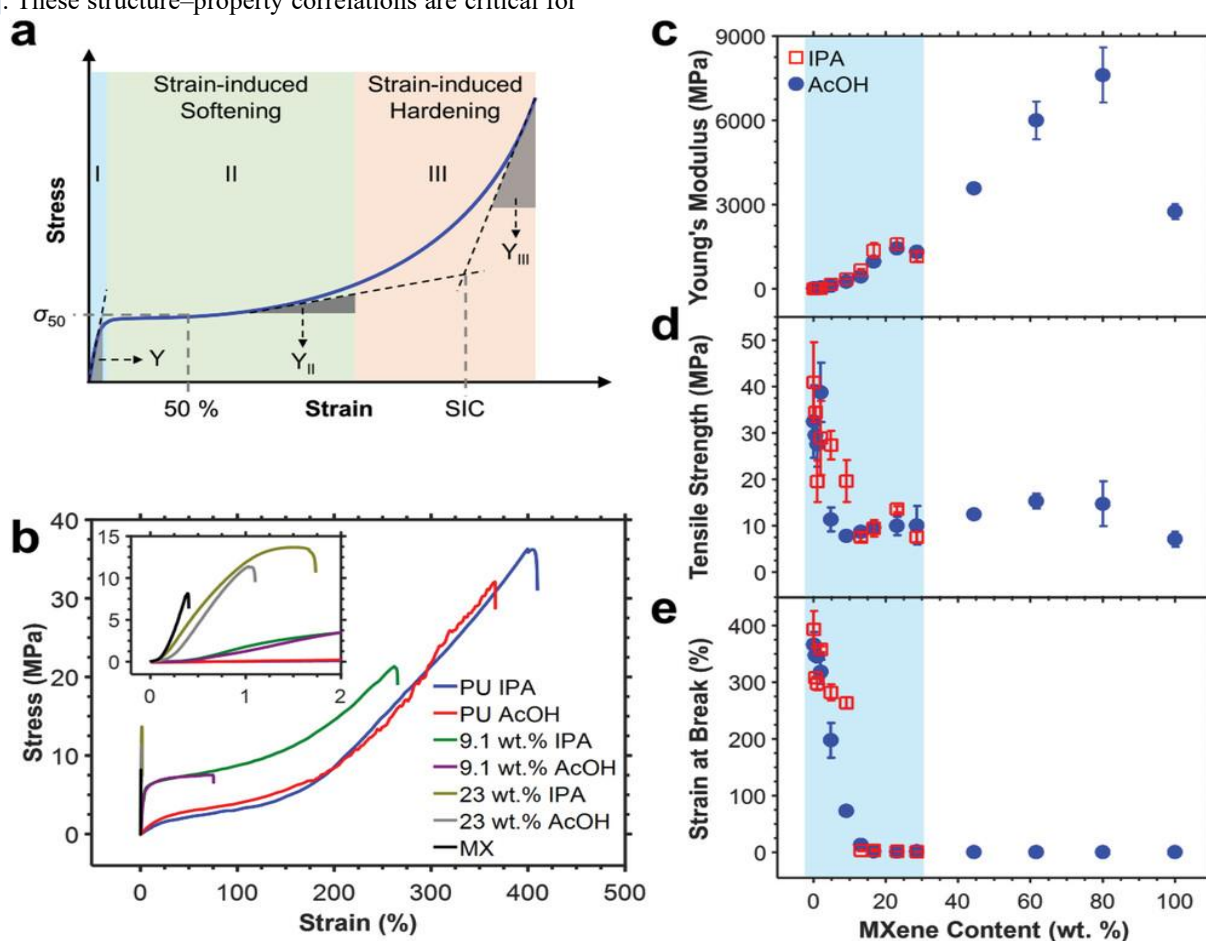 . These structure–property correlations are critical for
a
Strain-induced
Softening
Strain-induced
Hardening
I
II
III
Stress
σ50
Y
YII
YIII
50 %
Strain
SIC
b
40
30
20
10
0
Stress (MPa)
15
10
5
0
0
1
2
PU IPA
PU AcOH
9.1 wt.% IPA
9.1 wt.% AcOH
23 wt.% IPA
23 wt.% AcOH
MX
0
100
200
300
400
500
Strain (%)
c
9000
6000
3000
0
Young's Modulus (MPa)
IPA
AcOH
d
50
40
30
20
10
0
Tensile Strength (MPa)
e
400
300
200
100
0
Strain at Break (%)
0
20
40
60
80
100
MXene Content (wt. %)